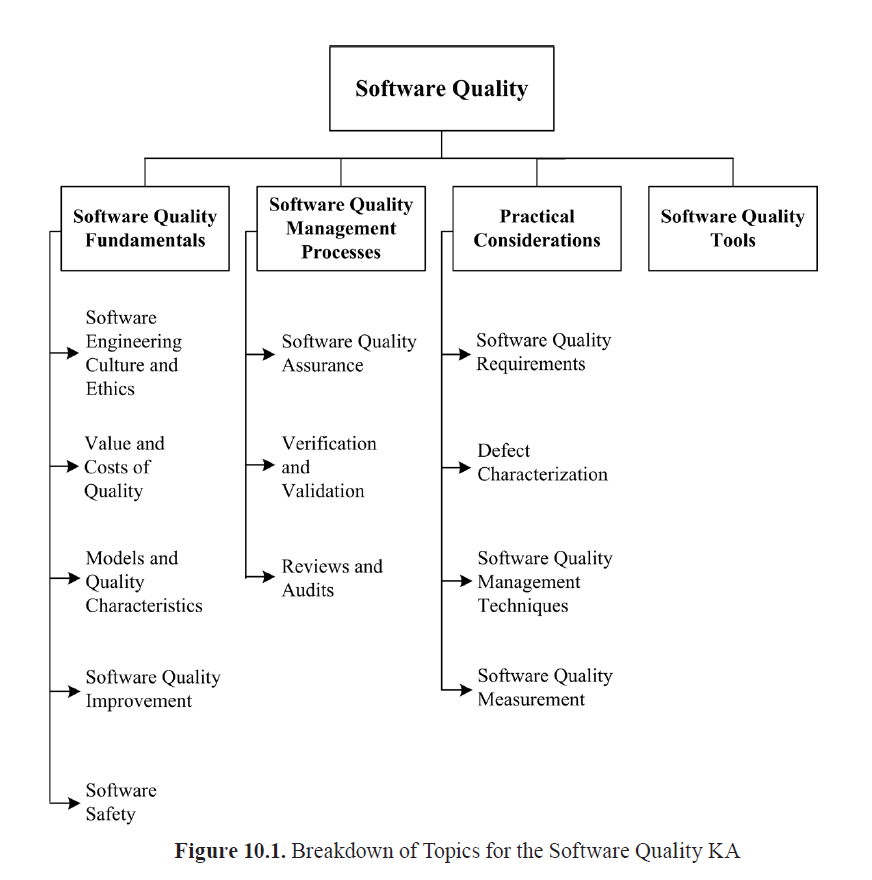 Software Quality
Software Quality
Fundamentals
Software Engineering
Culture and
Ethics
Value and
Costs of
Quality
Models and
Quality
Characteristics
Software Quality
Improvement
Software
Safety
Software Quality
Management
Processes
Software Quality
Assurance
Verification
and
Validation
Reviews and
Audits
Practical
Considerations
Software Quality
Requirements
Defect
Characterization
Software Quality
Management
Techniques
Software Quality
Measurement
Software Quality
Tools
Figure 10.1. Breakdown of Topics for the Software Quality KA